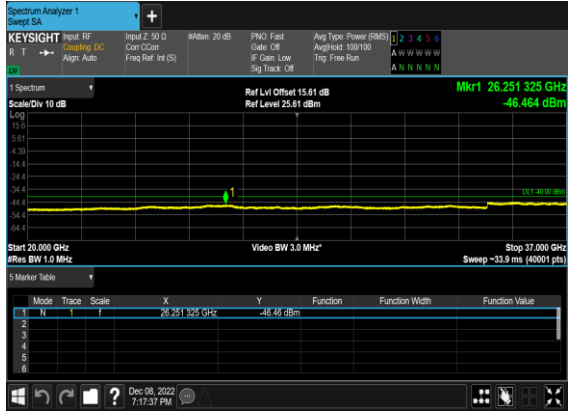 Spectrum Analyzer 1
Swept SA
+
KEYSIGHT Input: RF Input Z: 50 Ω #Atten: 20 dB PNO: Fast Avg Type: Power (RMS) 1 2 3 4 5 6
R T Coupling: DC Corr CCorr Gate: Off Avg|Hold: 100/100 A W W W W W
Align: Auto Freq Ref: Int (S) IF Gain: Low Trig: Free Run
LXI Sig Track: Off A N N N N N
1 Spectrum Ref Lvl Offset 15.61 dB Mkr1 26.251 325 GHz
Scale/Div 10 dB Ref Level 25.61 dBm -46.464 dBm
Log
15.6
5.61
-4.39
-14.4
-24.4
-34.4 1 DL1 -40.00 dBm
-44.4
-54.4
-64.4
Start 20.000 GHz Video BW 3.0 MHz* Stop 37.000 GHz
#Res BW 1.0 MHz Sweep ~33.9 ms (40001 pts)
5 Marker Table
Mode Trace Scale X Y Function Function Width Function Value
1 N 1 f 26.251 325 GHz -46.46 dBm
2
3
4
5
6
? Dec 08, 2022
7:17:37 PM